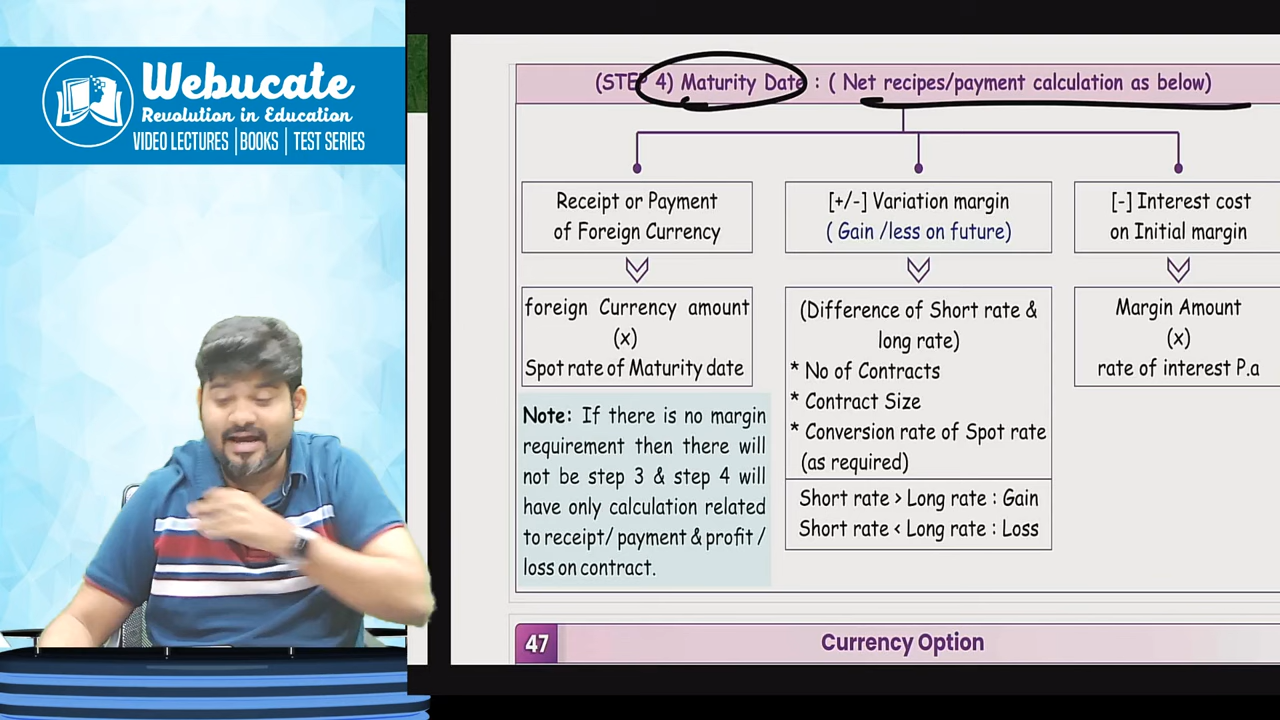 Webucate
Revolution in Education
VIDEO LECTURES | BOOKS | TEST SERIES
(STEP 4) Maturity Date : ( Net recipes/payment calculation as below)
Receipt or Payment
of Foreign Currency
foreign Currency amount
(x)
Spot rate of Maturity date
Note: If there is no margin
requirement then there will
not be step 3 & step 4 will
have only calculation related
to receipt/ payment & profit /
loss on contract.
[+/-] Variation margin
( Gain /less on future)
(Difference of Short rate &
long rate)
* No of Contracts
* Contract Size
* Conversion rate of Spot rate
(as required)
Short rate > Long rate : Gain
Short rate < Long rate : Loss
[-] Interest cost
on Initial margin
Margin Amount
(x)
rate of interest P.a
47
Currency Option